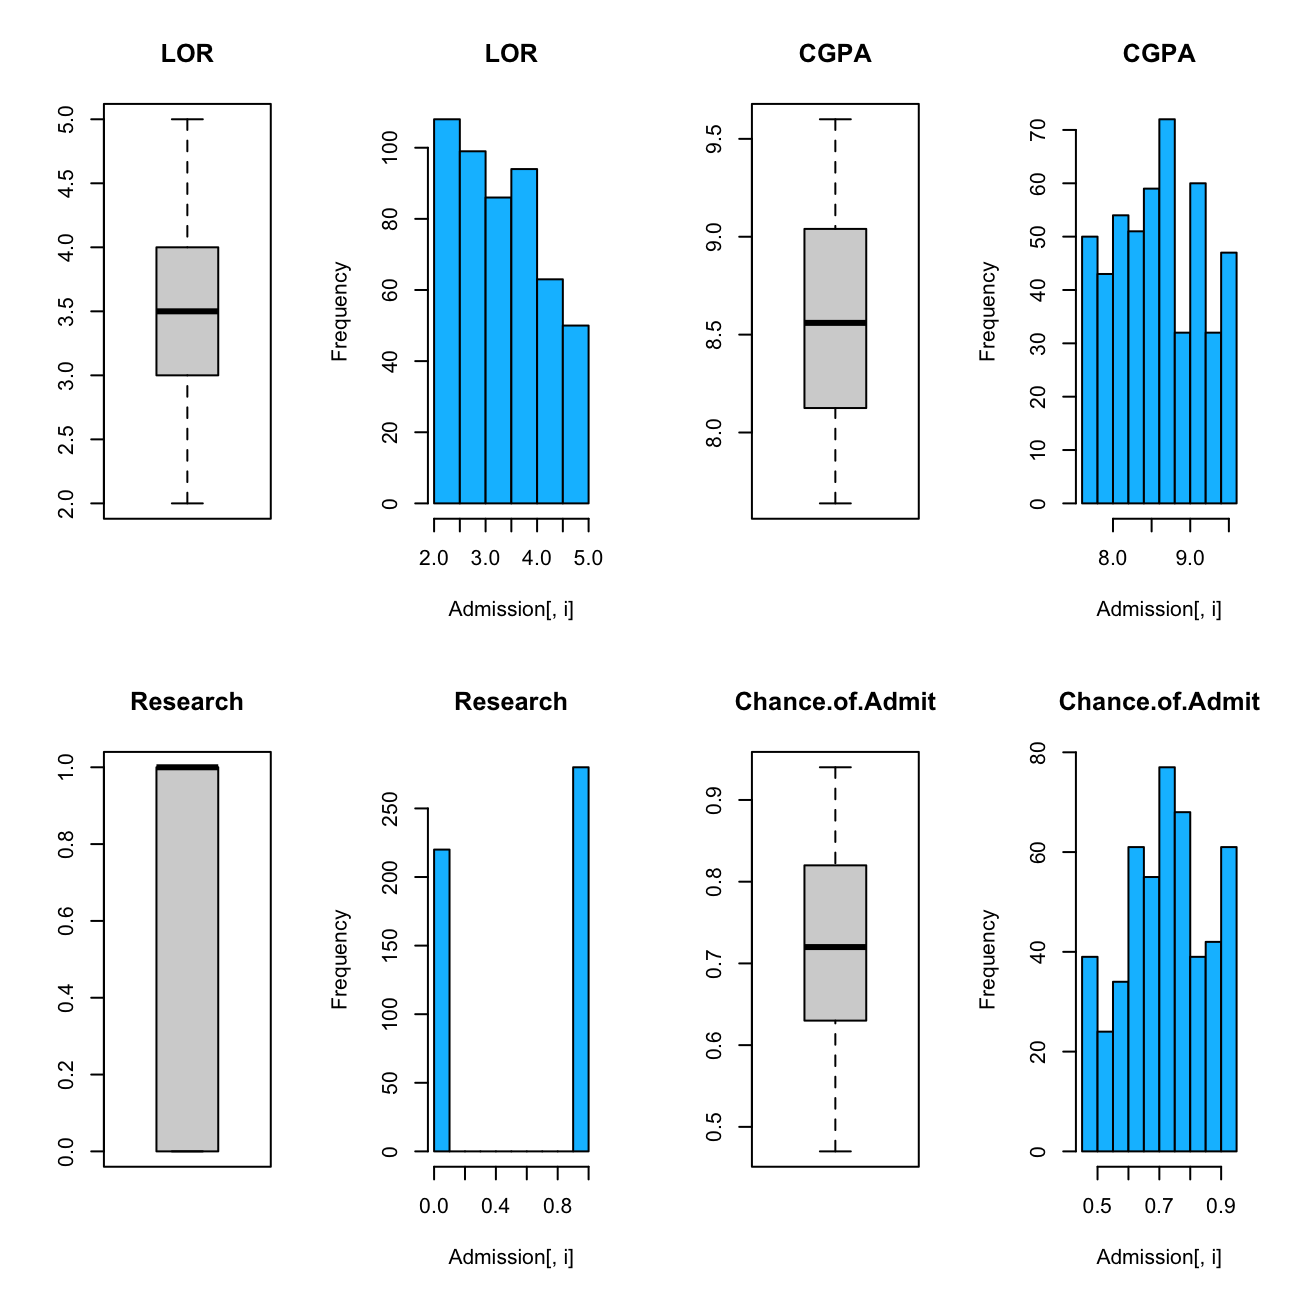 LOR
5.0
4.5
4.0
3.5
3.0
2.5
2.0
LOR
Frequency
100
80
60
40
20
0
2.0 3.0 4.0 5.0
Admission[, i]
CGPA
9.5
9.0
8.5
8.0
CGPA
Frequency
70
60
50
40
30
20
10
0
8.0 9.0
Admission[, i]
Research
1.0
0.8
0.6
0.4
0.2
0.0
Research
Frequency
250
200
150
100
50
0
0.0 0.4 0.8
Admission[, i]
Chance.of.Admit
0.9
0.8
0.7
0.6
0.5
Chance.of.Admit
Frequency
80
60
40
20
0
0.5 0.7 0.9
Admission[, i]